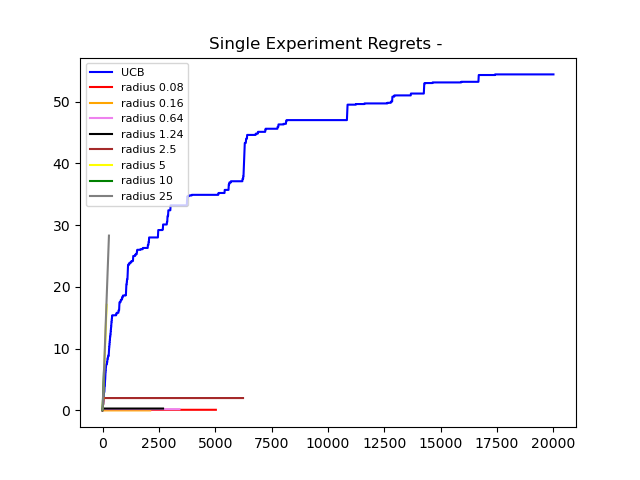 Single Experiment Regrets -
UCB
radius 0.08
radius 0.16
radius 0.64
radius 1.24
radius 2.5
radius 5
radius 10
radius 25
50
40
30
20
10
0
0 2500 5000 7500 10000 12500 15000 17500 20000